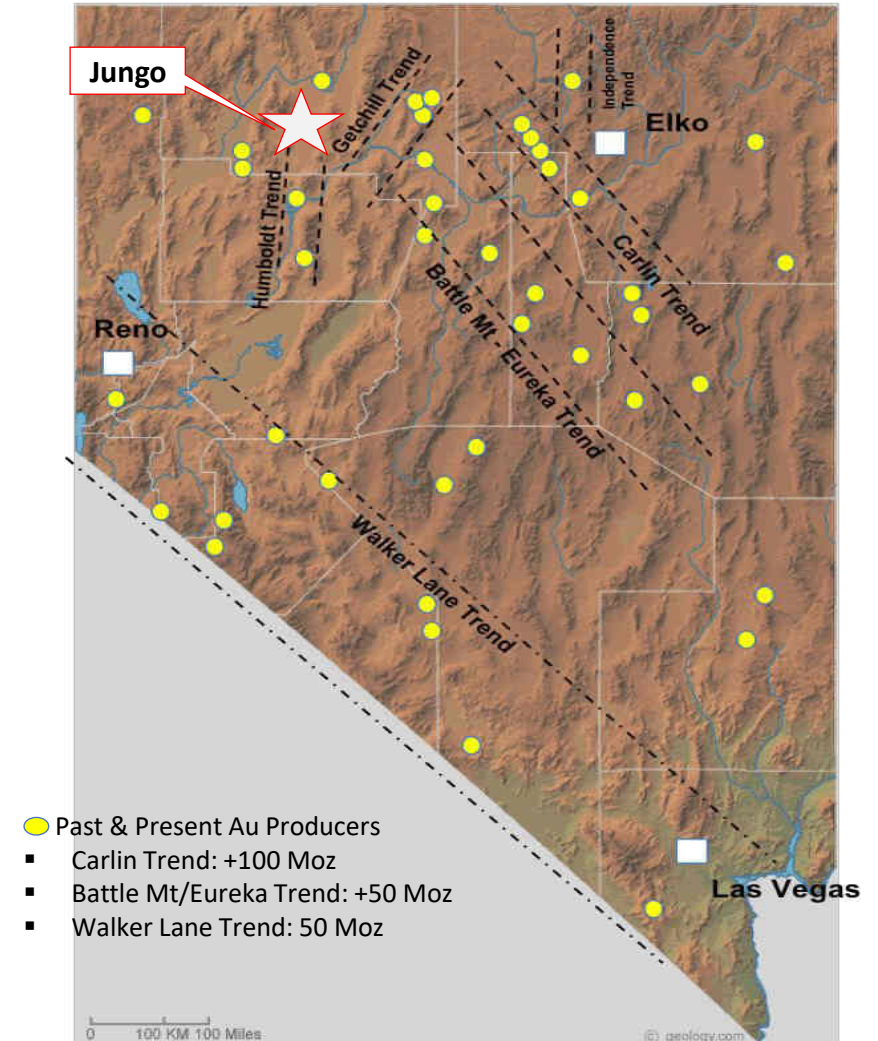 Jungo
Getchill Trend
Independence
Trend
Elko
Humboldt Trend
Carlin Trend
Battle Mt - Eureka Trend
Reno
Walker Lane Trend
Past & Present Au Producers
▪ Carlin Trend: +100 Moz
▪ Battle Mt/Eureka Trend: +50 Moz
▪ Walker Lane Trend: 50 Moz
Las Vegas
0 100 KM 100 Miles
(c) geology.com